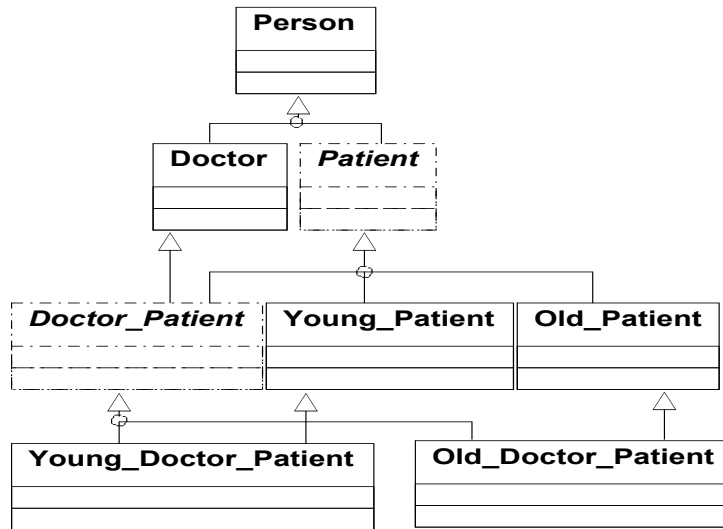 Person
Doctor
Patient
Doctor_Patient
Young_Patient
Old_Patient
Young_Doctor_Patient
Old_Doctor_Patient